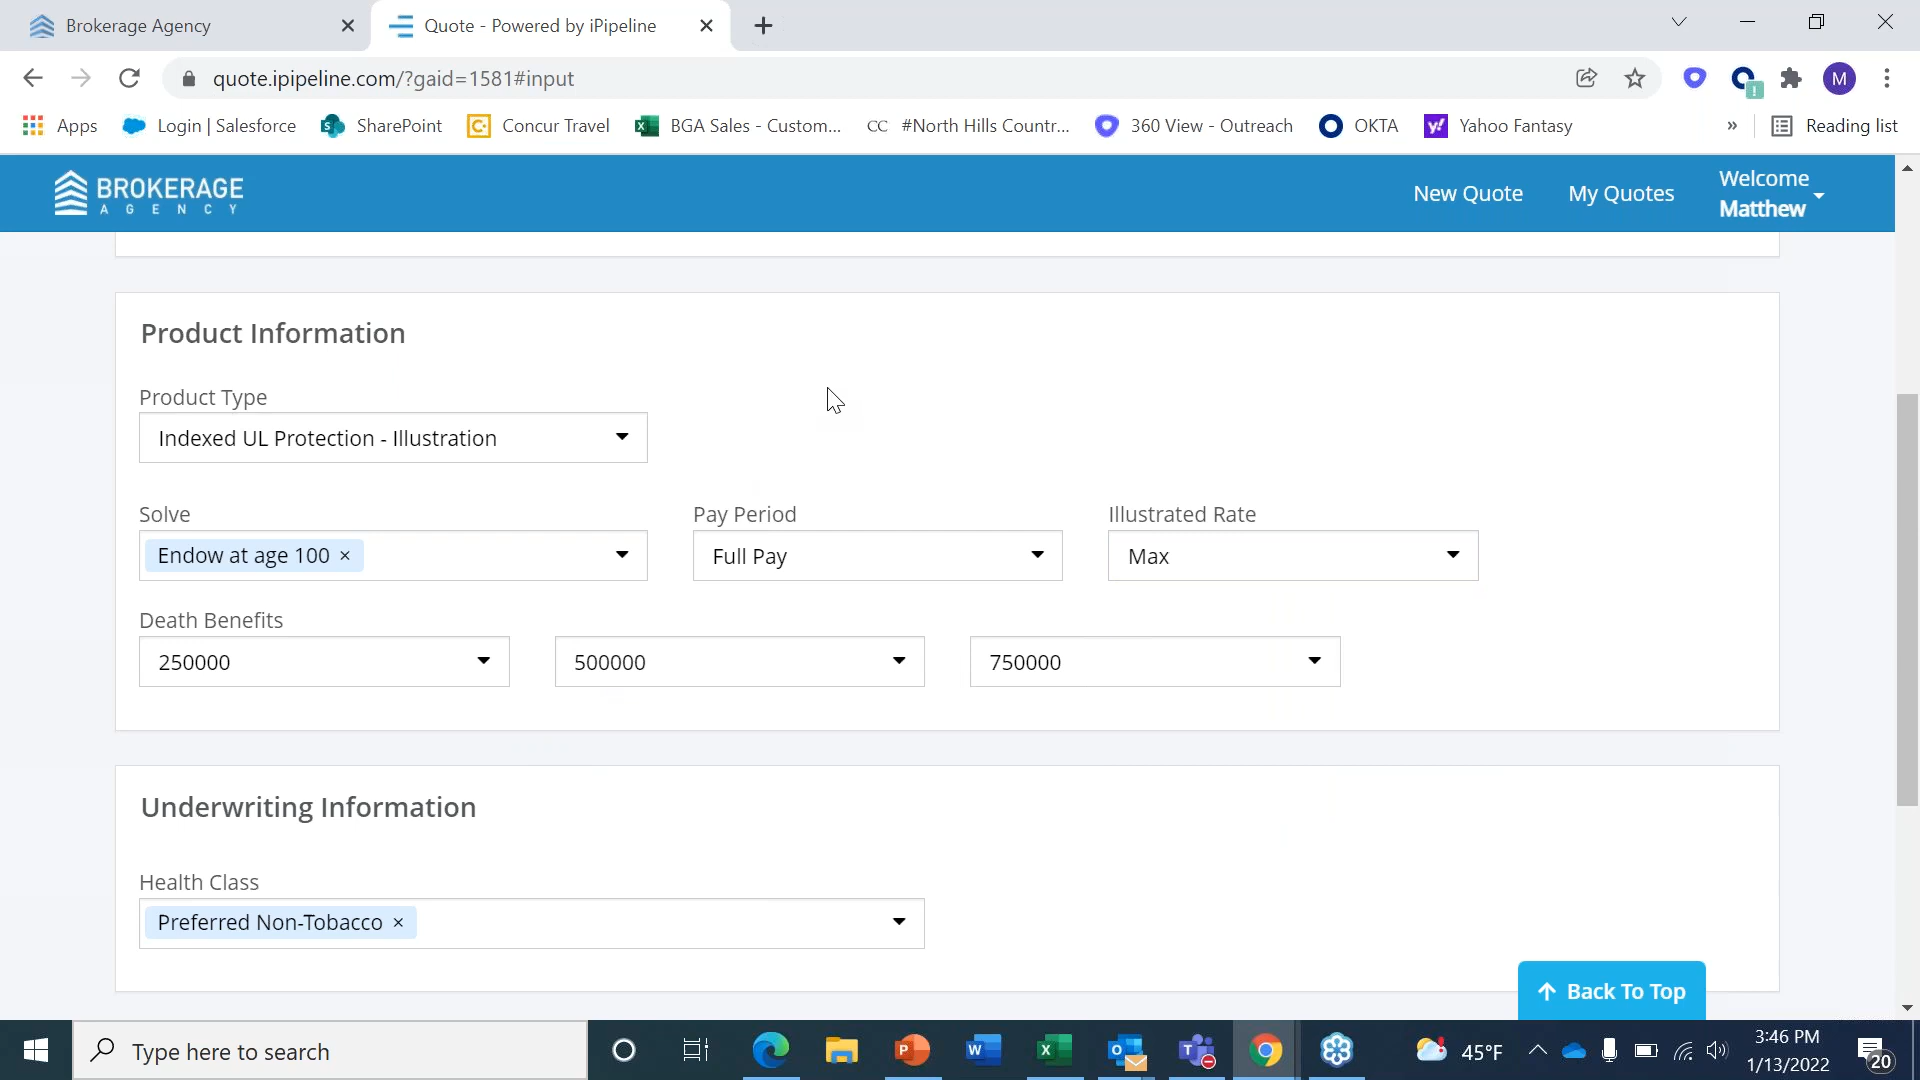 Brokerage Agency
Quote - Powered by iPipeline
quote.ipipeline.com/?gaid=1581#input
M
Apps
Login | Salesforce
SharePoint
Concur Travel
BGA Sales - Custom...
CC #North Hills Countr...
360 View - Outreach
OKTA
Yahoo Fantasy
»
Reading list
BROKERAGE
AGENCY
New Quote
My Quotes
Welcome
Matthew
Product Information
Product Type
Indexed UL Protection - Illustration
Solve
Pay Period
Illustrated Rate
Endow at age 100 ×
Full Pay
Max
Death Benefits
250000
500000
750000
Underwriting Information
Health Class
Preferred Non-Tobacco ×
Back To Top
Type here to search
45°F
3:46 PM
1/13/2022
20